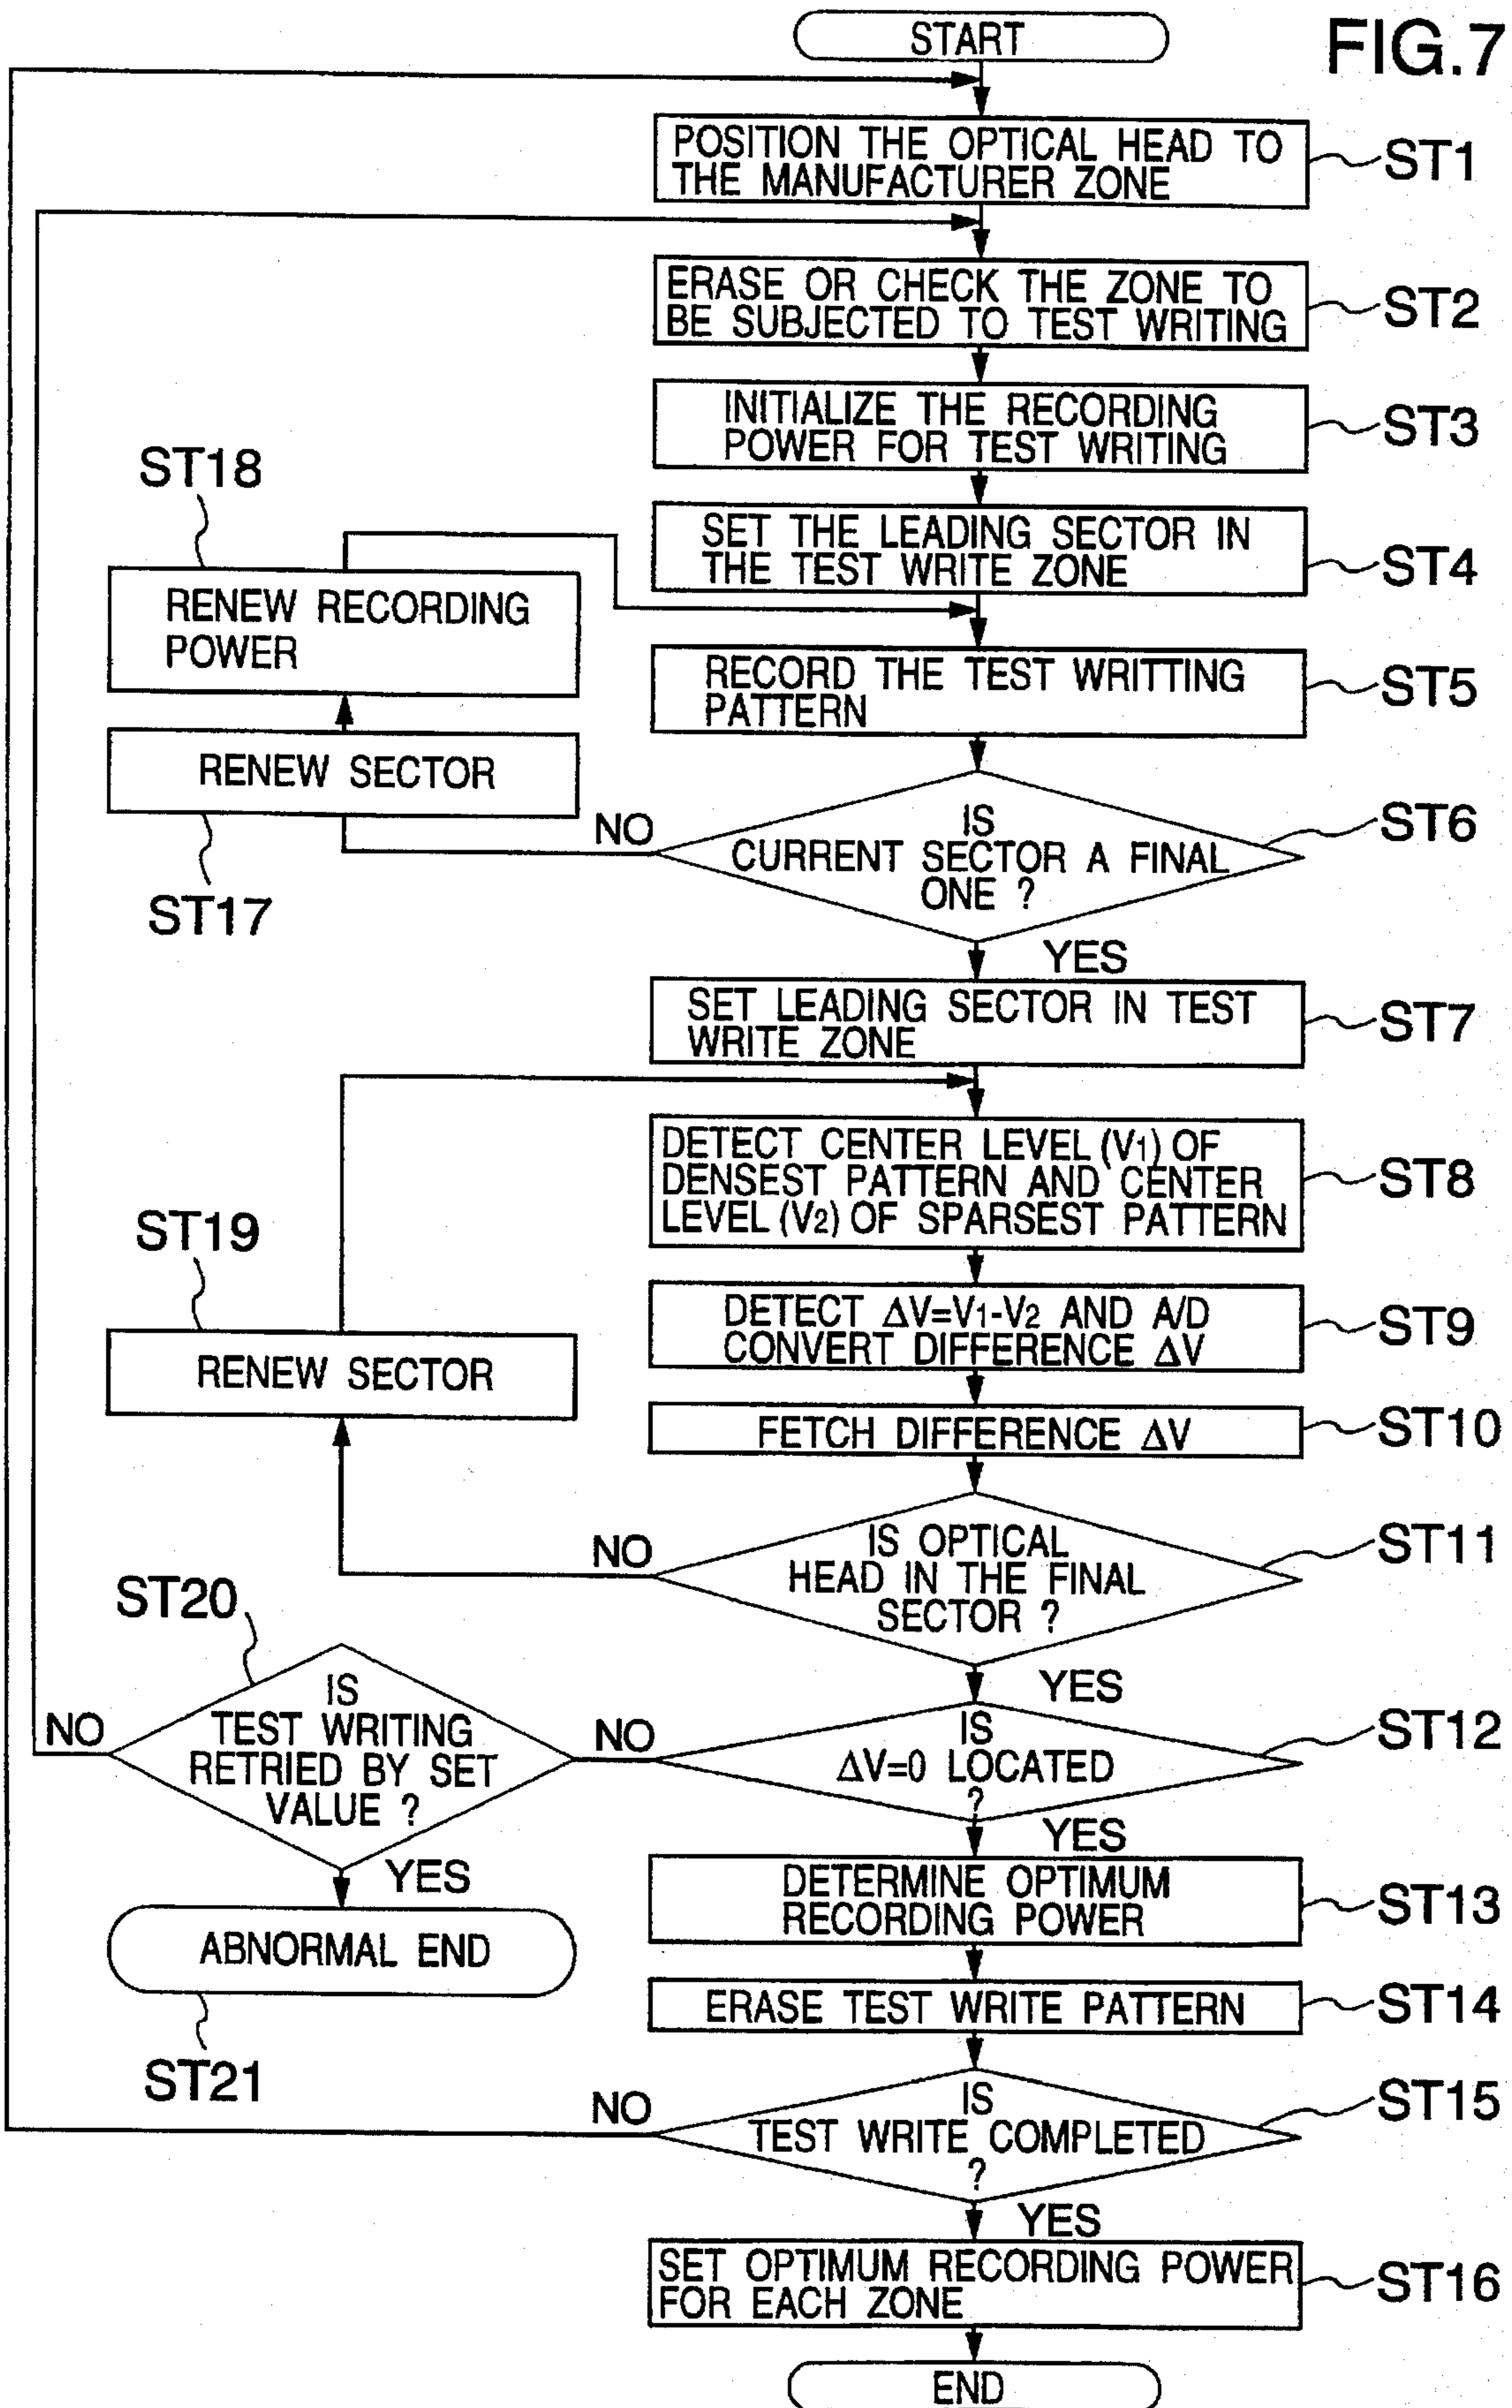 START
FIG.7
POSITION THE OPTICAL HEAD TO
THE MANUFACTURER ZONE
ST1
ERASE OR CHECK THE ZONE TO
BE SUBJECTED TO TEST WRITING
ST2
INITIALIZE THE RECORDING
POWER FOR TEST WRITING
ST3
SET THE LEADING SECTOR IN
THE TEST WRITE ZONE
ST4
ST18
RENEW RECORDING
POWER
RECORD THE TEST WRITTING
PATTERN
ST5
RENEW SECTOR
ST17
NO
IS
CURRENT SECTOR A FINAL
ONE ?
ST6
YES
SET LEADING SECTOR IN TEST
WRITE ZONE
ST7
DETECT CENTER LEVEL (V1) OF
DENSEST PATTERN AND CENTER
LEVEL (V2) OF SPARSEST PATTERN
ST8
ST19
RENEW SECTOR
DETECT ΔV=V1-V2 AND A/D
CONVERT DIFFERENCE ΔV
ST9
FETCH DIFFERENCE ΔV
ST10
NO
IS OPTICAL
HEAD IN THE FINAL
SECTOR ?
ST11
YES
ST20
NO
IS
TEST WRITING
RETRIED BY SET
VALUE ?
NO
IS
ΔV=0 LOCATED
?
ST12
YES
YES
ABNORMAL END
ST21
DETERMINE OPTIMUM
RECORDING POWER
ST13
ERASE TEST WRITE PATTERN
ST14
NO
IS
TEST WRITE COMPLETED
?
ST15
YES
SET OPTIMUM RECORDING POWER
FOR EACH ZONE
ST16
END